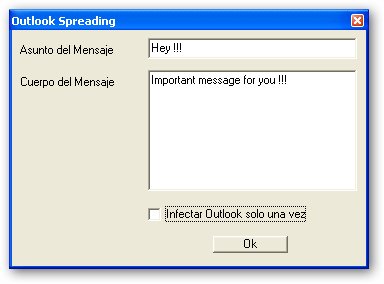 Outlook Spreading
Asunto del Mensaje
Hey !!!
Cuerpo del Mensaje
Important message for you !!!
Infectar Outlook solo una vez
Ok